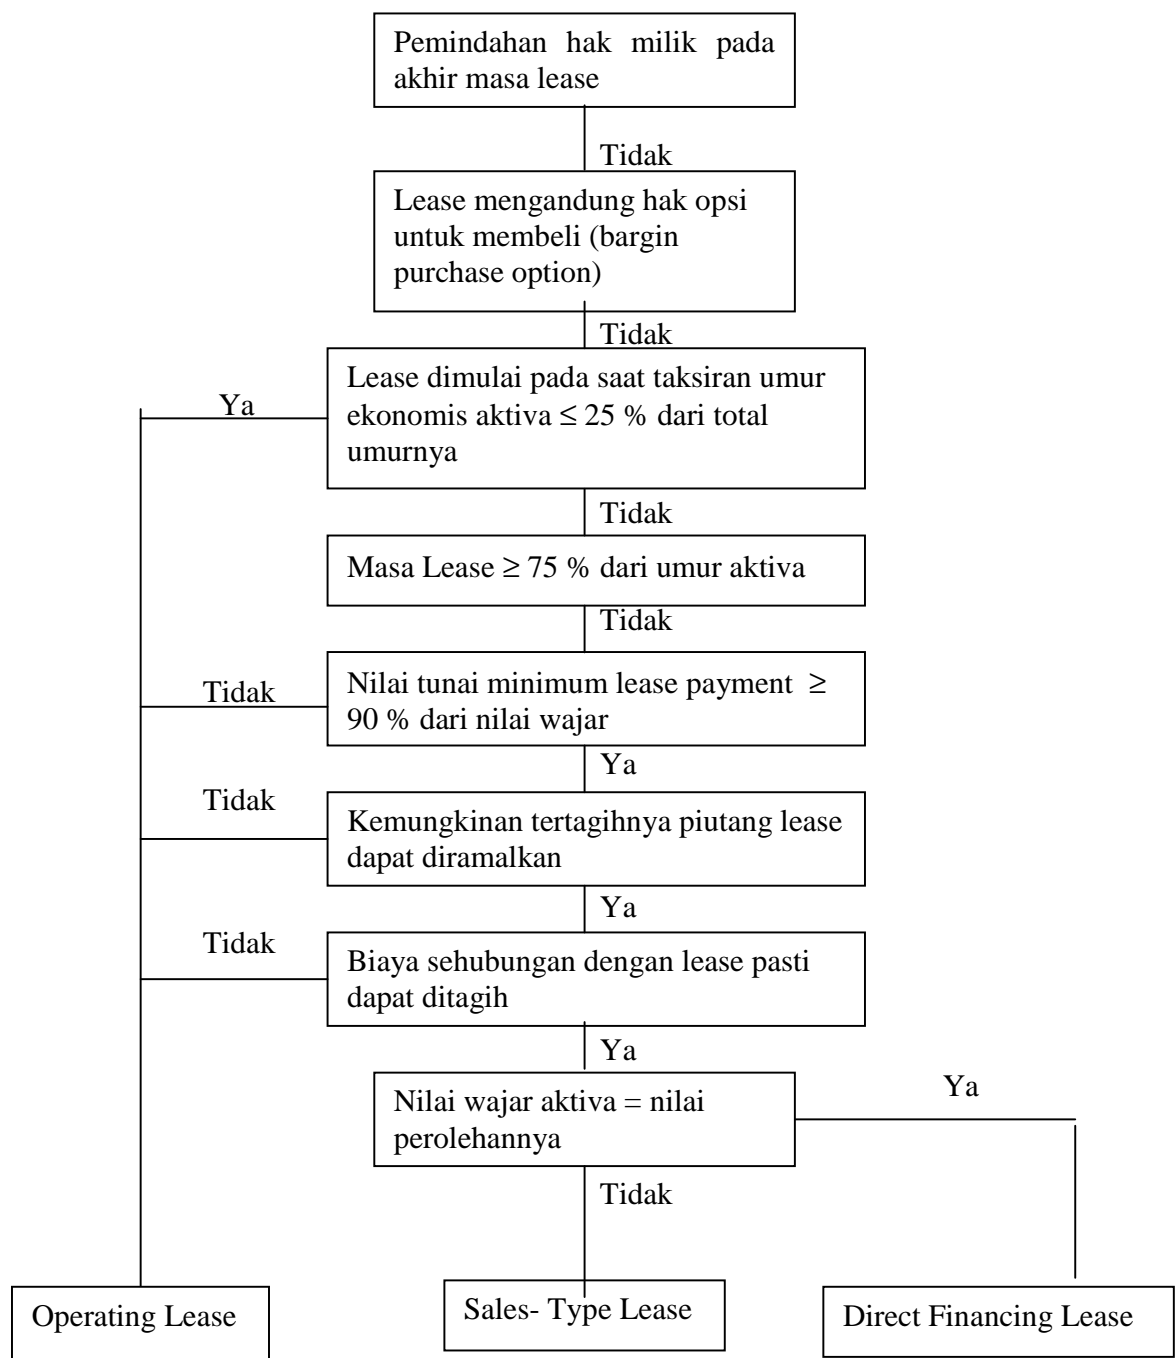 Pemindahan hak milik pada
akhir masa lease
Tidak
Lease mengandung hak opsi
untuk membeli (bargin
purchase option)
Tidak
Lease dimulai pada saat taksiran umur
ekonomis aktiva ≤ 25 % dari total
umurnya
Ya
Tidak
Masa Lease ≥ 75 % dari umur aktiva
Tidak
Nilai tunai minimum lease payment ≥
90 % dari nilai wajar
Tidak
Ya
Kemungkinan tertagihnya piutang lease
dapat diramalkan
Tidak
Ya
Biaya sehubungan dengan lease pasti
dapat ditagih
Tidak
Ya
Nilai wajar aktiva = nilai
perolehannya
Ya
Tidak
Operating Lease
Sales- Type Lease
Direct Financing Lease